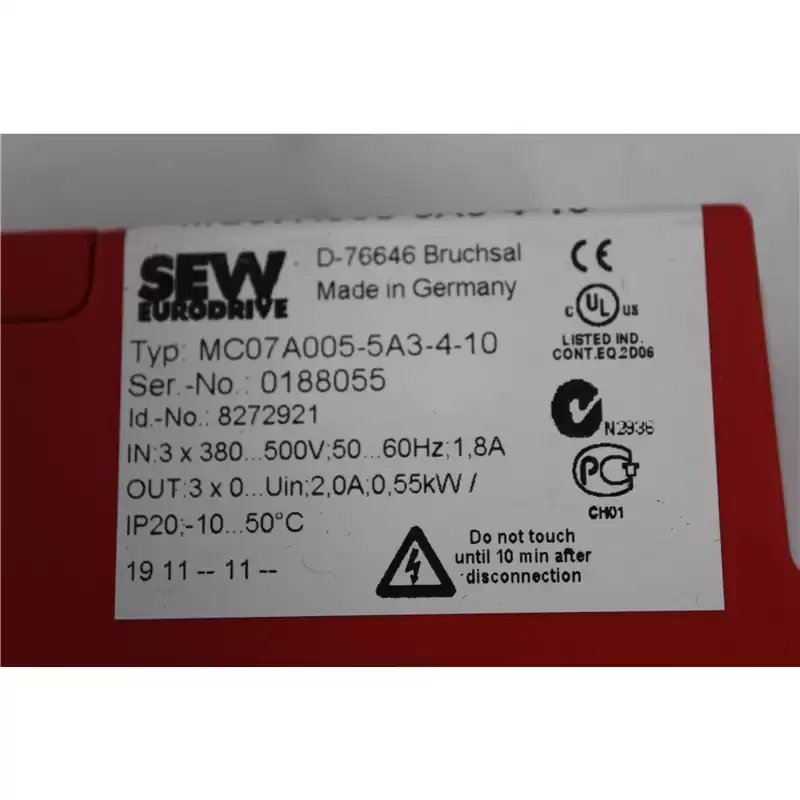 SEW
EURODRIVE
D-76646 Bruchsal
Made in Germany
CE
c UL us
LISTED IND.
CONT.EQ.2D06
Typ: MC07A005-5A3-4-10
Ser.-No.: 0188055
Id.-No.: 8272921
N2936
IN:3 x 380...500V;50...60Hz;1,8A
OUT:3 x 0...Uin;2,0A;0,55kW /
PCT
CH01
IP20;-10...50°C
19 11 -- 11 --
Do not touch
until 10 min after
disconnection